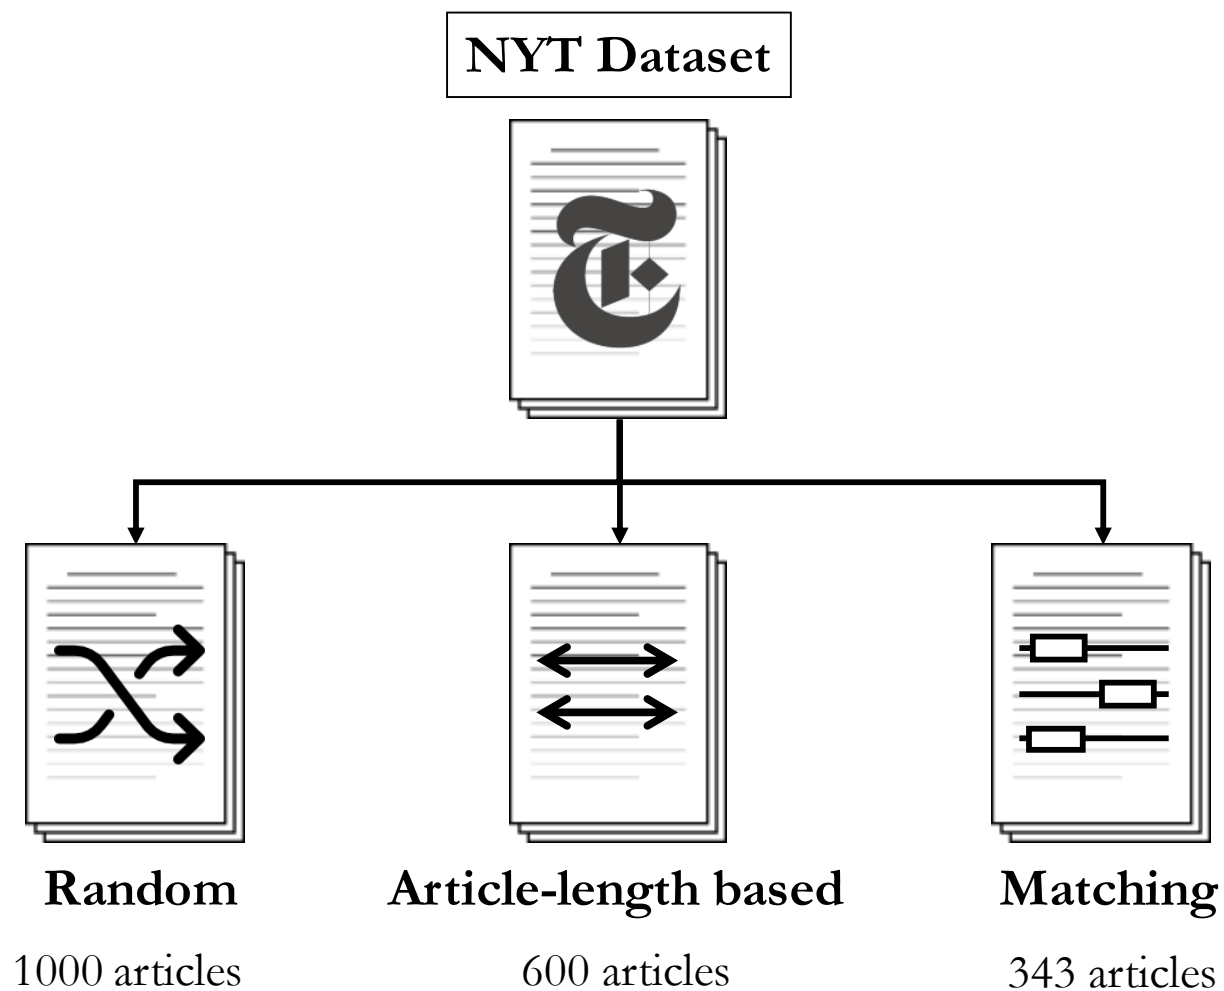 NYT Dataset
Random
Article-length based
Matching
1000 articles
600 articles
343 articles